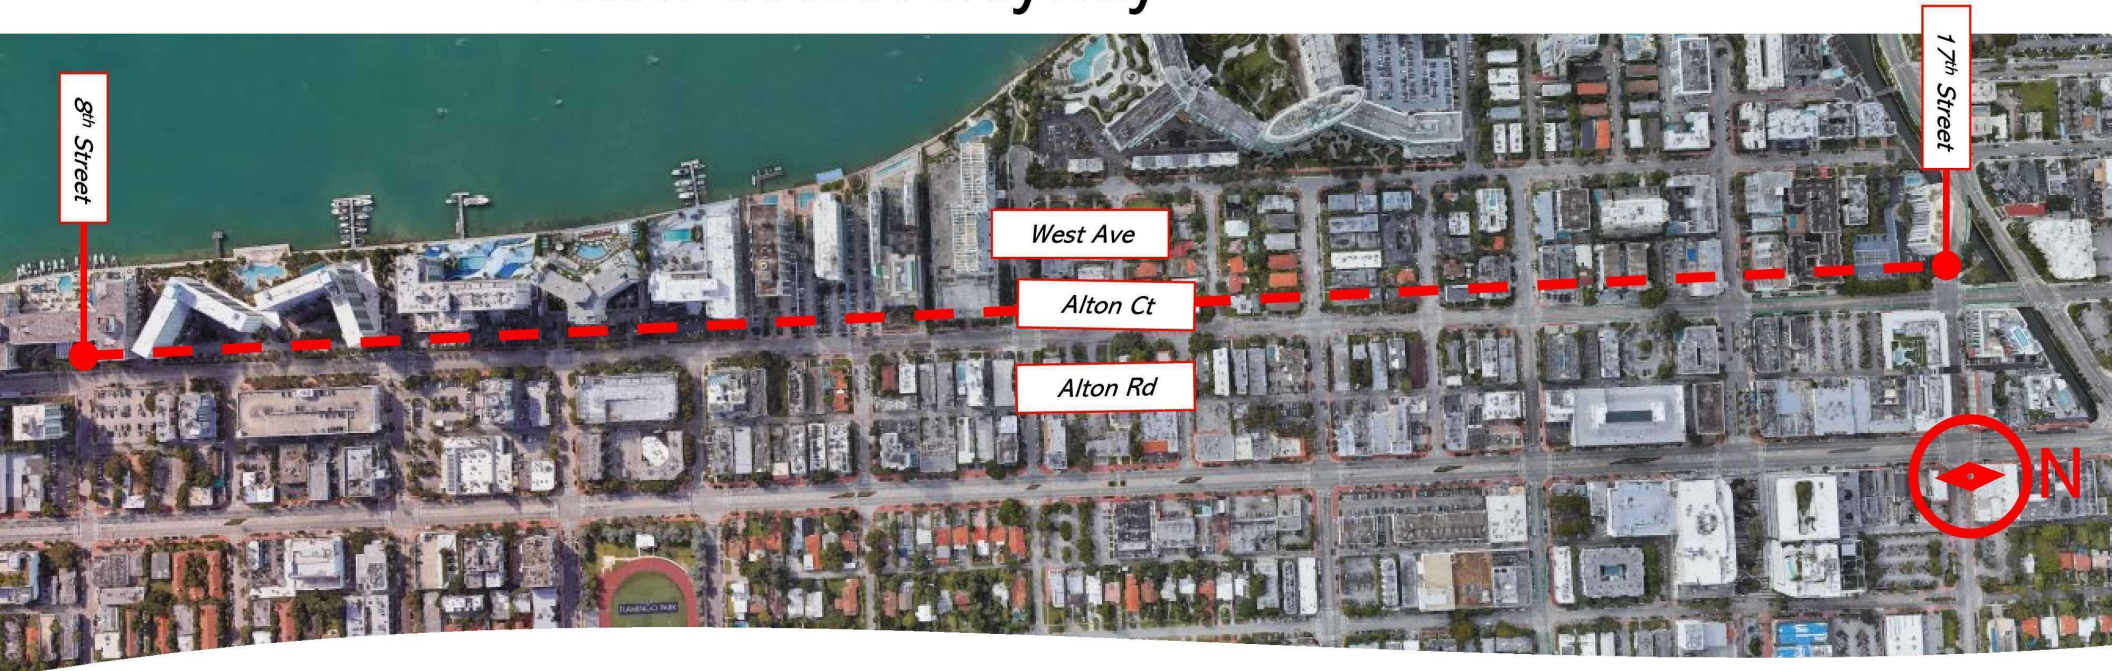 8th Street
17th Street
West Ave
Alton Ct
Alton Rd
N
FLAMINGO PARK